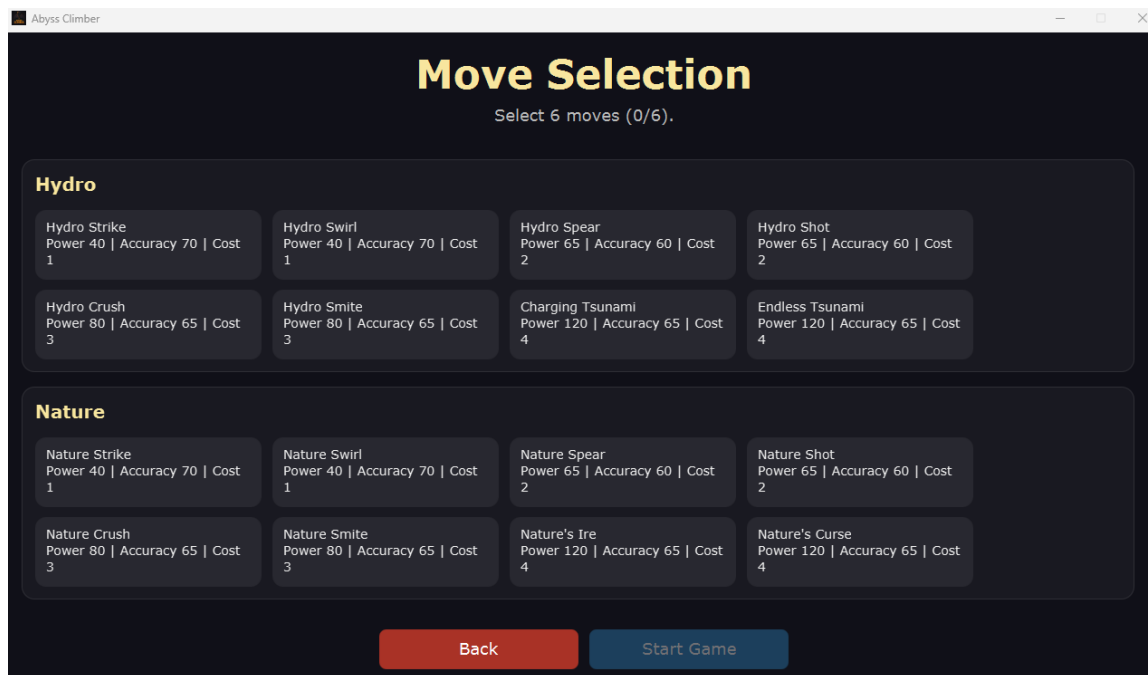 Abyss Climber
Move Selection
Select 6 moves (0/6).
Hydro
Hydro Strike
Power 40 | Accuracy 70 | Cost
1
Hydro Swirl
Power 40 | Accuracy 70 | Cost
1
Hydro Spear
Power 65 | Accuracy 60 | Cost
2
Hydro Shot
Power 65 | Accuracy 60 | Cost
2
Hydro Crush
Power 80 | Accuracy 65 | Cost
3
Hydro Smite
Power 80 | Accuracy 65 | Cost
3
Charging Tsunami
Power 120 | Accuracy 65 | Cost
4
Endless Tsunami
Power 120 | Accuracy 65 | Cost
4
Nature
Nature Strike
Power 40 | Accuracy 70 | Cost
1
Nature Swirl
Power 40 | Accuracy 70 | Cost
1
Nature Spear
Power 65 | Accuracy 60 | Cost
2
Nature Shot
Power 65 | Accuracy 60 | Cost
2
Nature Crush
Power 80 | Accuracy 65 | Cost
3
Nature Smite
Power 80 | Accuracy 65 | Cost
3
Nature's Ire
Power 120 | Accuracy 65 | Cost
4
Nature's Curse
Power 120 | Accuracy 65 | Cost
4
Back
Start Game